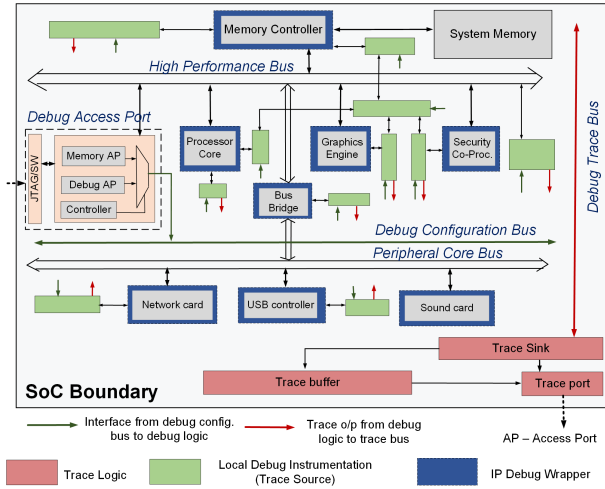 Memory Controller
System Memory
High Performance Bus
Debug Access Port
JTAG/SW
Memory AP
Debug AP
Controller
Processor
Core
Graphics
Engine
Security
Co-Proc.
Bus
Bridge
Debug Trace Bus
Debug Configuration Bus
Peripheral Core Bus
Network card
USB controller
Sound card
Trace Sink
Trace buffer
Trace port
SoC Boundary
Interface from debug config.
bus to debug logic
Trace o/p from debug
logic to trace bus
AP – Access Port
Trace Logic
Local Debug Instrumentation
(Trace Source)
IP Debug Wrapper